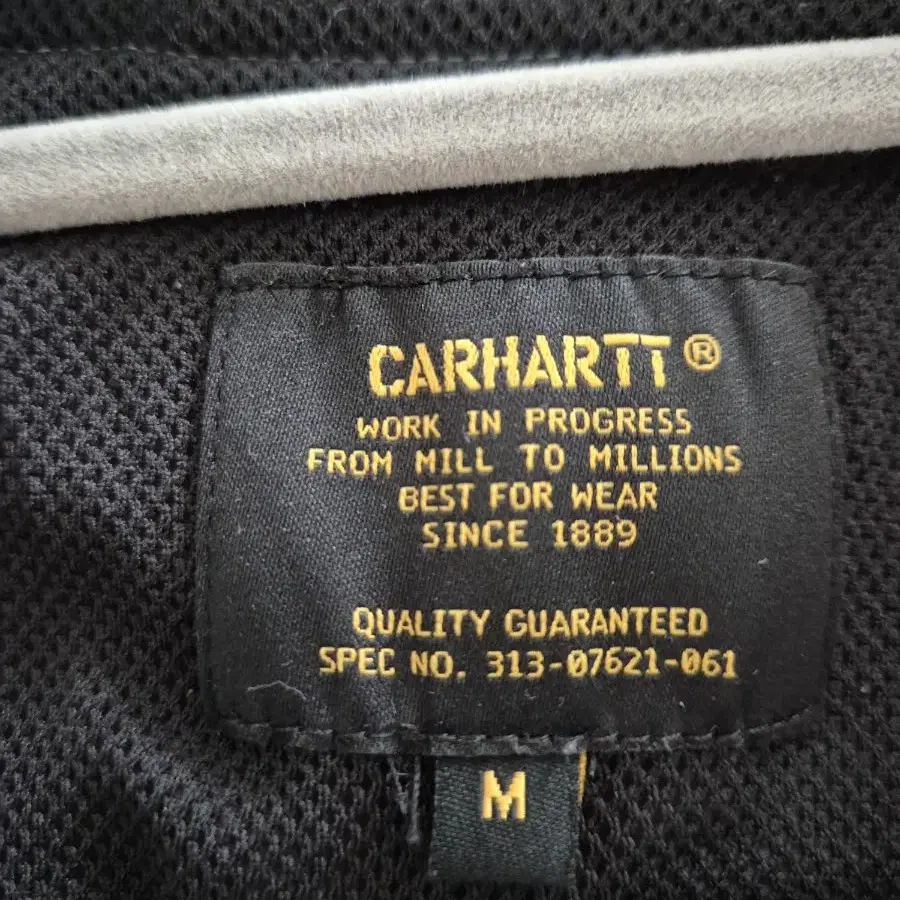 CARHARTT®
WORK IN PROGRESS
FROM MILL TO MILLIONS
BEST FOR WEAR
SINCE 1889
QUALITY GUARANTEED
SPEC NO. 313-07621-061
M